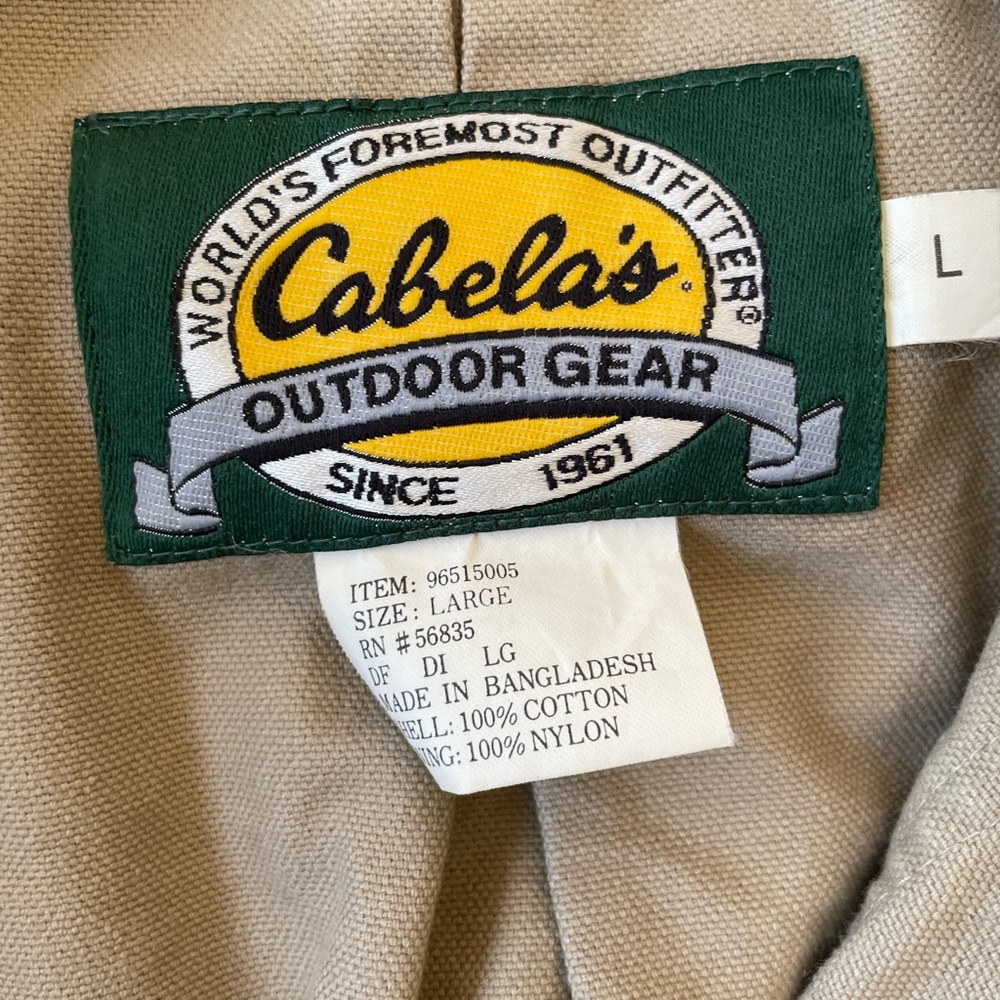 WORLD'S FOREMOST OUTFITTER®
Cabela's®
OUTDOOR GEAR
SINCE 1961
L
ITEM: 96515005
SIZE: LARGE
RN #56835
DF DI LG
MADE IN BANGLADESH
HELL: 100% COTTON
NING: 100% NYLON